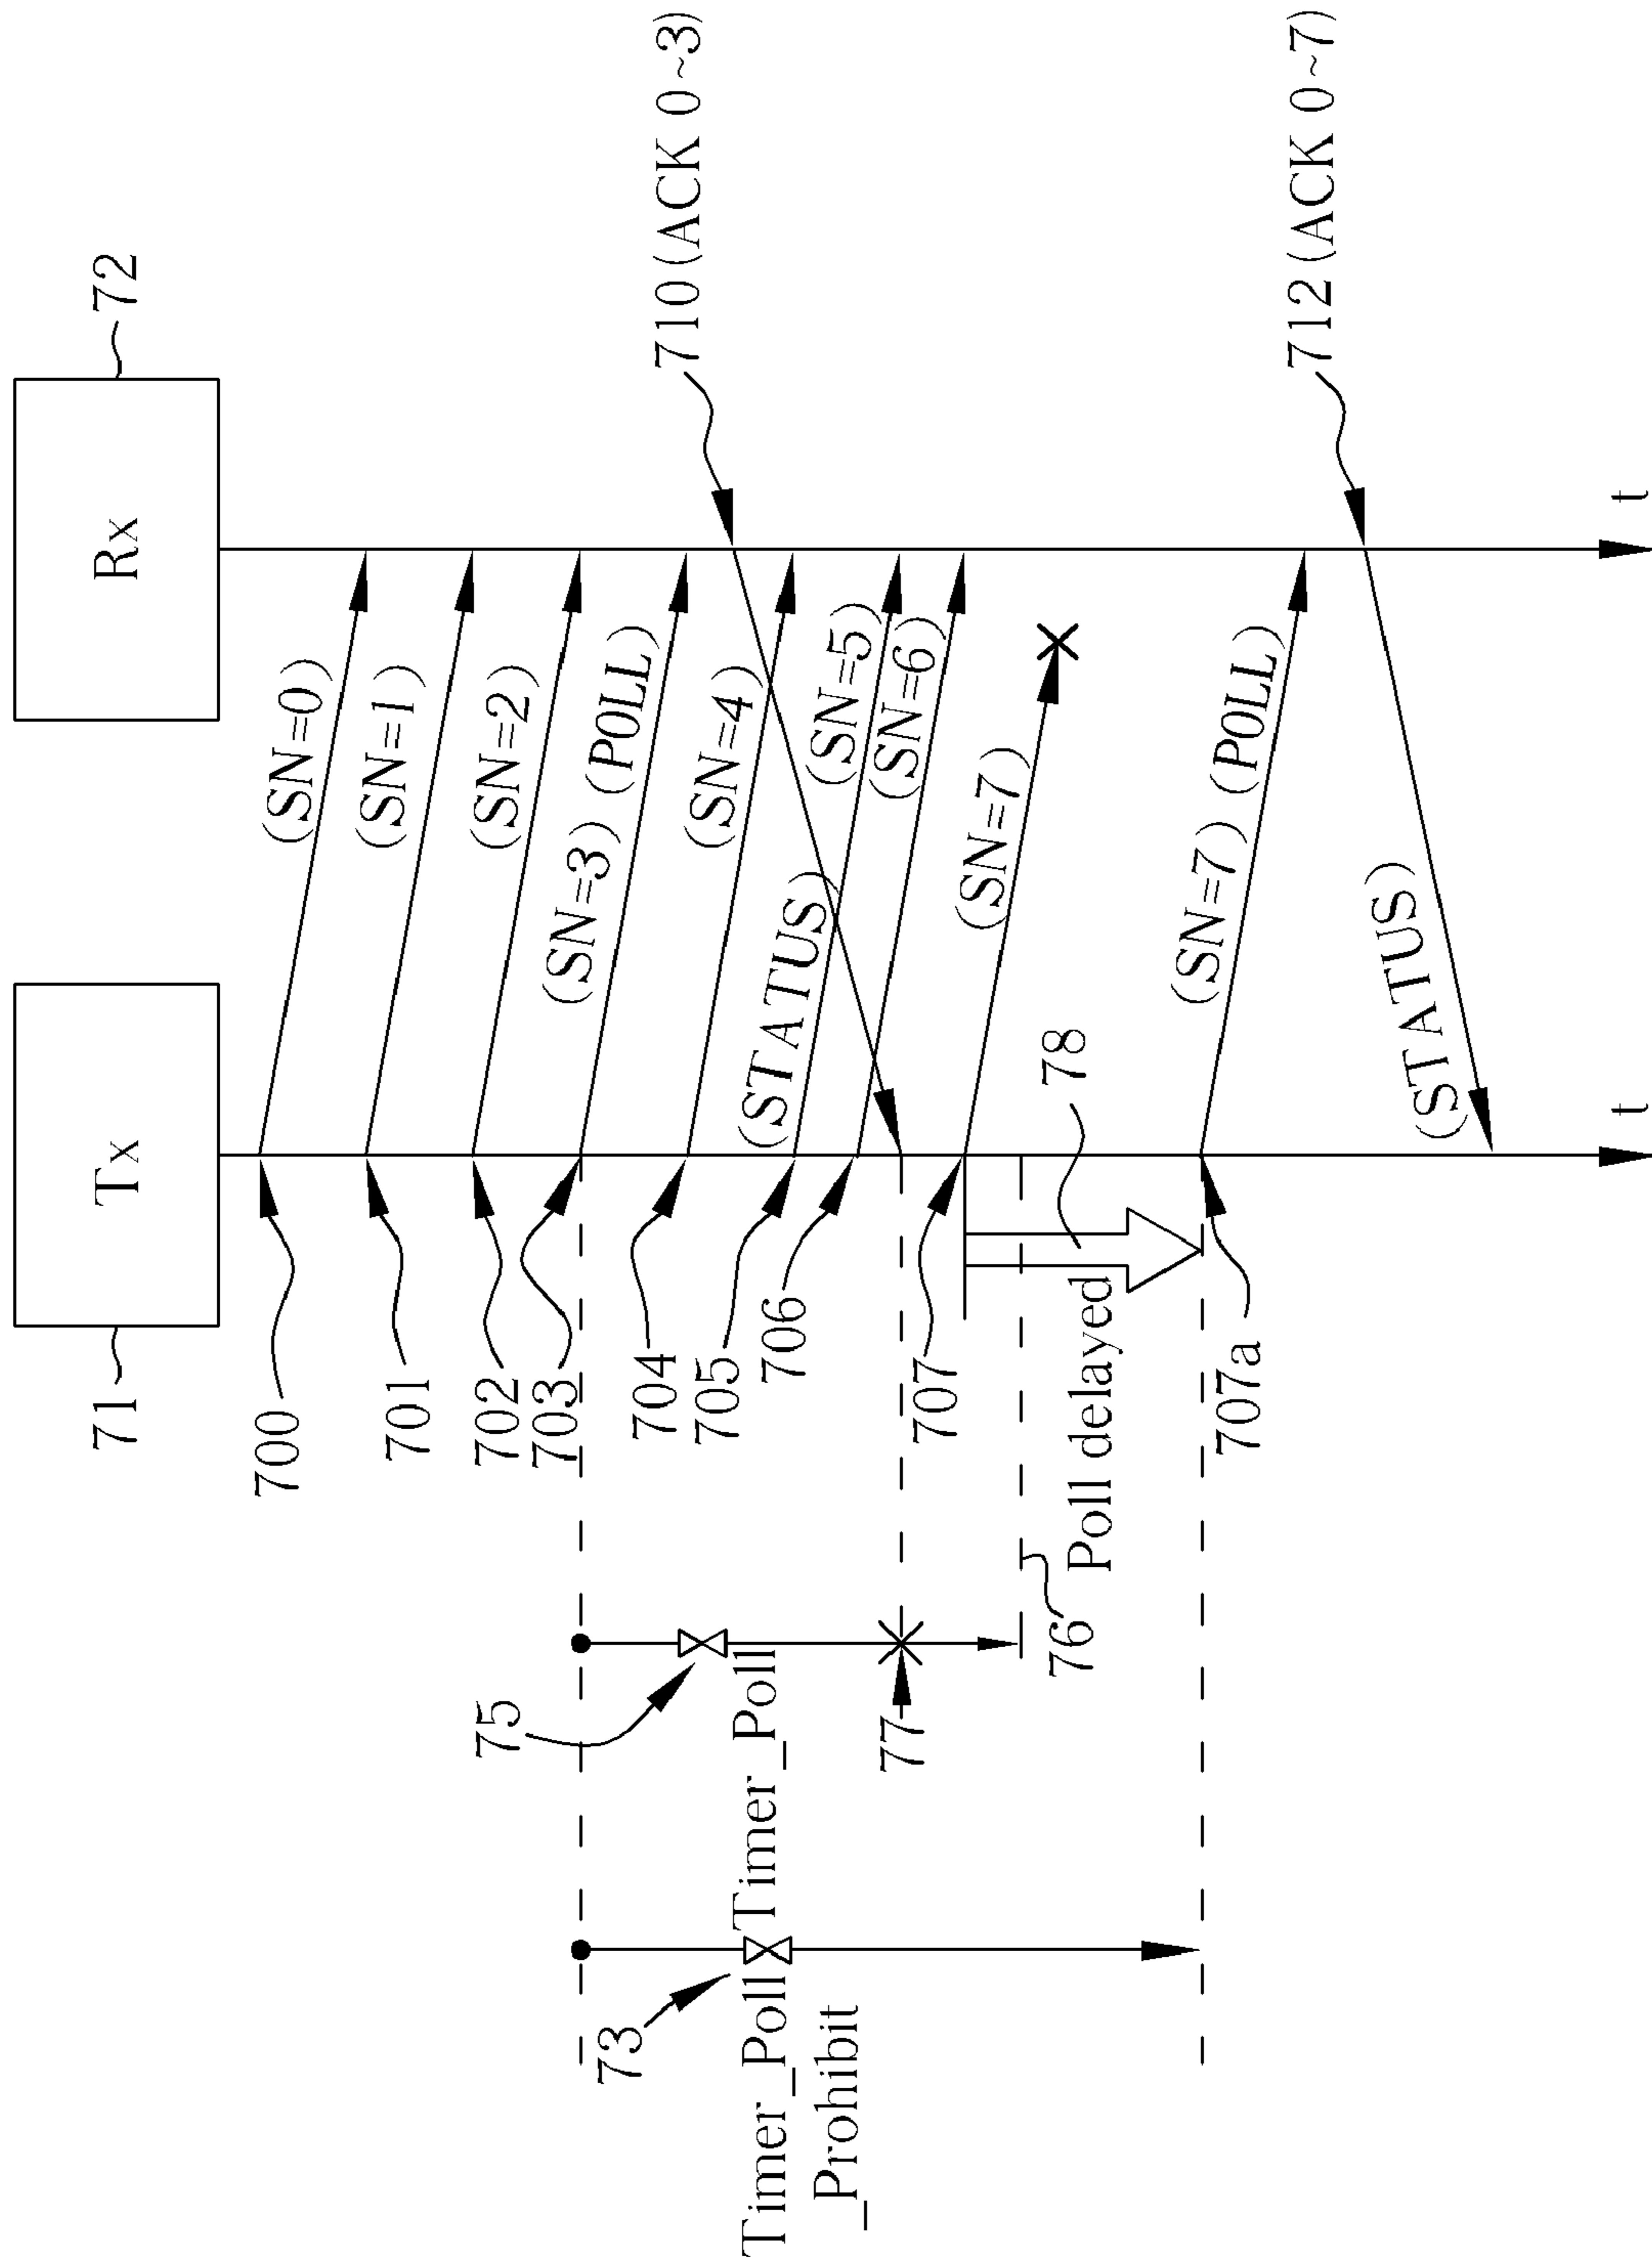 Tx
71
Rx
72
700
701
702
703
704
705
706
707
707a
(SN=0)
(SN=1)
(SN=2)
(SN=3) (POLL)
(SN=4)
(STATUS)
(SN=5)
(SN=6)
(SN=7)
(SN=7) (POLL)
(STATUS)
710 (ACK 0~3)
712 (ACK 0~7)
73
Timer_Poll
_Prohibit
75
Timer_Poll
77
76
Poll delayed
78
t
t